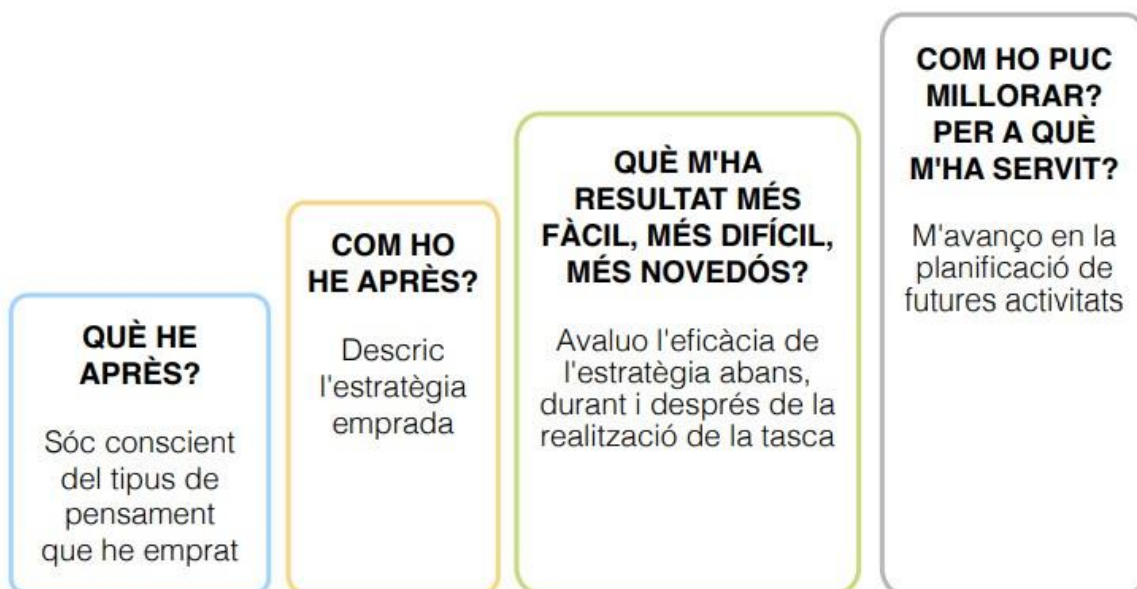 QUÈ HE
APRÈS?
Sóc conscient
del tipus de
pensament
que he emprat
COM HO
HE APRÈS?
Descric
l'estratègia
emprada
QUÈ M'HA
RESULTAT MÉS
FÀCIL, MÉS DIFÍCIL,
MÉS NOVEDÓS?
Avaluo l'eficàcia de
l'estratègia abans,
durant i després de la
realització de la tasca
COM HO PUC
MILLORAR?
PER A QUÈ
M'HA SERVIT?
M'avanço en la
planificació de
futures activitats